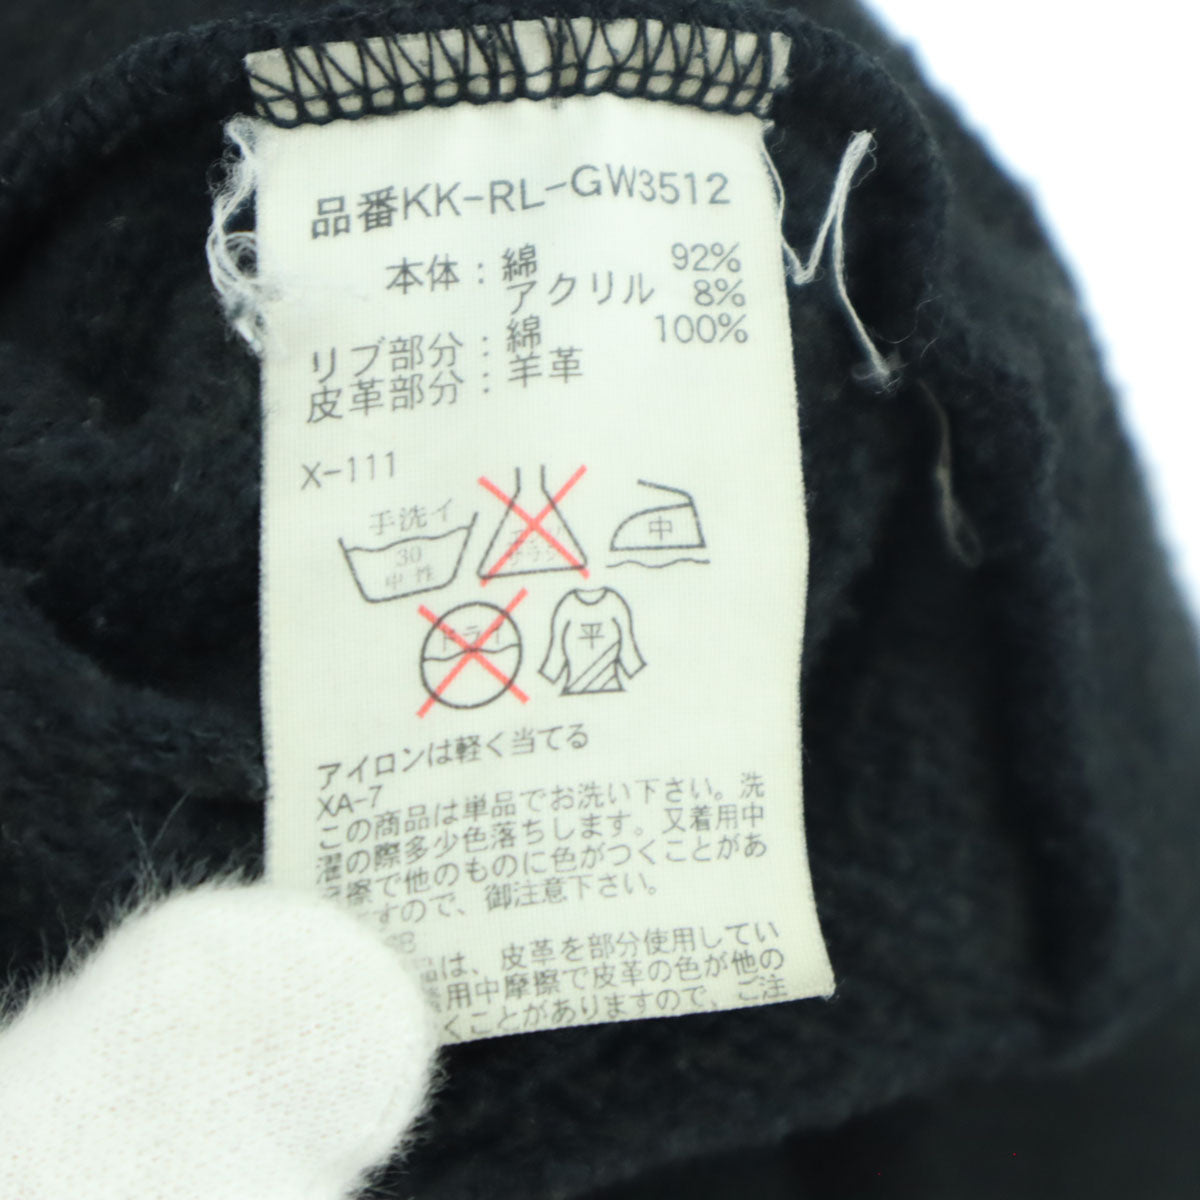 品番KK-RL-GW3512
本体：綿 92%
アクリル 8%
リブ部分：綿 100%
皮革部分：羊革
X-111
手洗イ
30
中性
中
ドライ
平
アイロンは軽く当てる
XA-7
この商品は単品でお洗い下さい。洗
濯の際多少色落ちします。又着用中
摩擦で他のものに色がつくことがあ
ますので、御注意下さい。
品は、皮革を部分使用してい
着用中摩擦で皮革の色が他の
くことがありますので、ご注